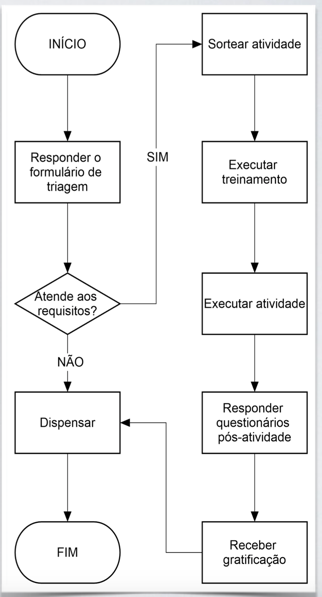 INÍCIO
Responder o
formulário de
triagem
Atende aos
requisitos?
SIM
NÃO
Dispensar
FIM
Sortear atividade
Executar
treinamento
Executar atividade
Responder
questionários
pós-atividade
Receber
gratificação